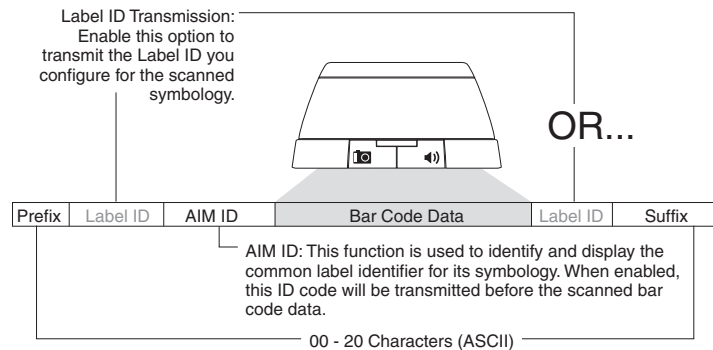 Label ID Transmission:
Enable this option to
transmit the Label ID you
configure for the scanned
symbology.
OR...
Prefix Label ID AIM ID Bar Code Data Label ID Suffix
AIM ID: This function is used to identify and display the
common label identifier for its symbology. When enabled,
this ID code will be transmitted before the scanned bar
code data.
00 - 20 Characters (ASCII)